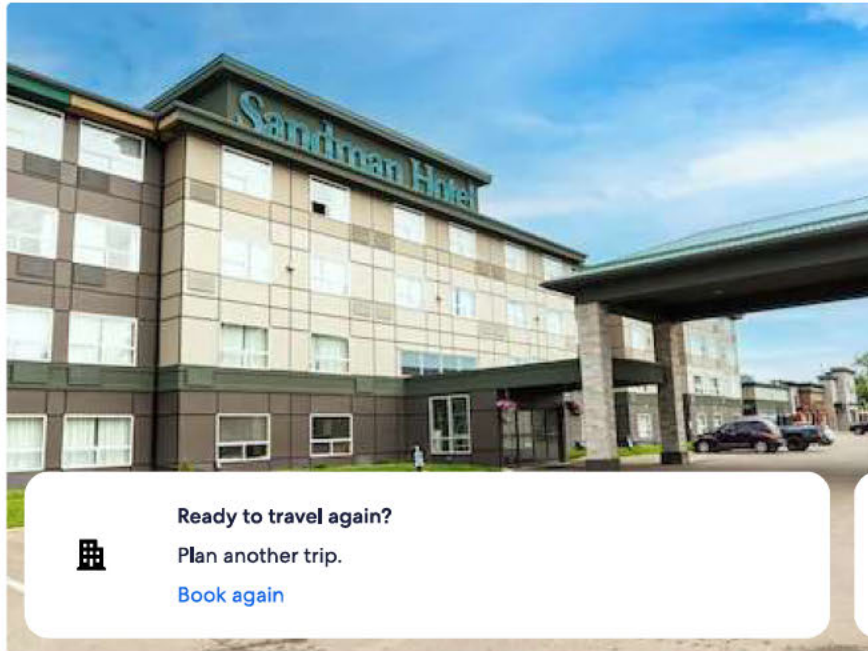 Sandman Hotel
Ready to travel again?
Plan another trip.
Book again